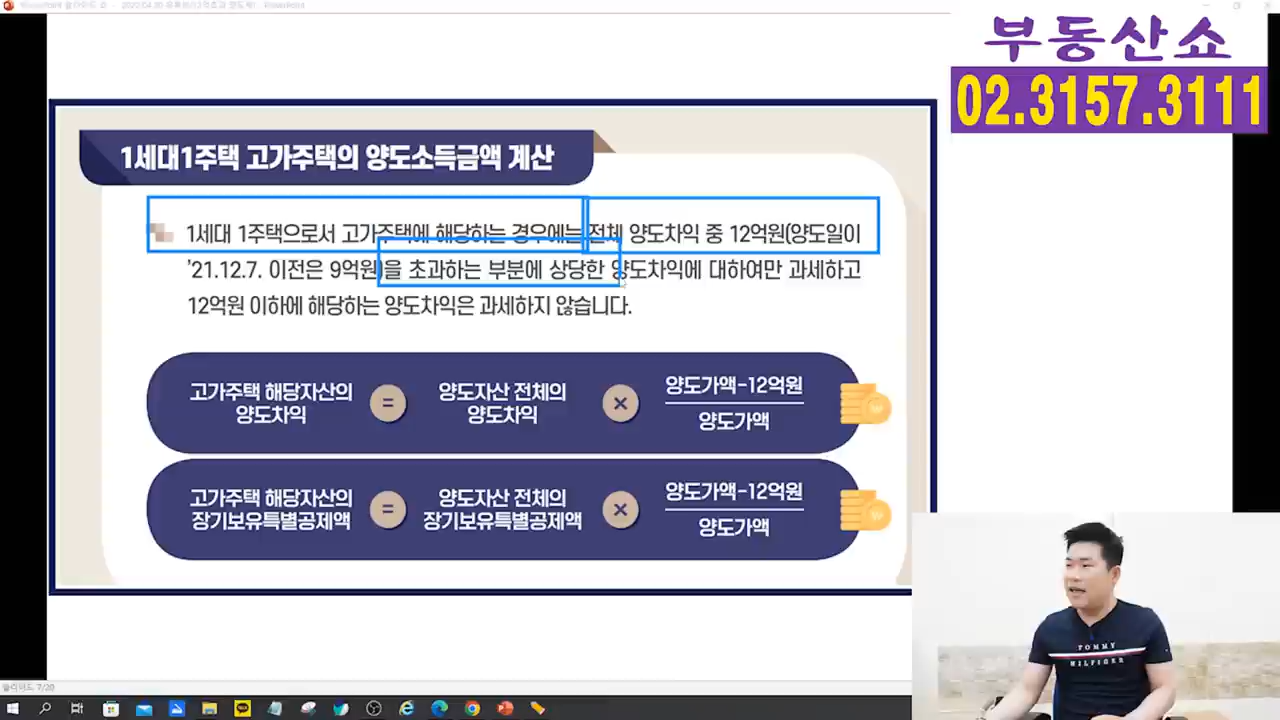 부동산쇼
02.3157.3111
1세대1주택 고가주택의 양도소득금액 계산
1세대 1주택으로서 고가주택에 해당하는 경우에는 전체 양도차익 중 12억원(양도일이
'21.12.7. 이전은 9억원)을 초과하는 부분에 상당한 양도차익에 대하여만 과세하고
12억원 이하에 해당하는 양도차익은 과세하지 않습니다.
고가주택 해당자산의
양도차익
=
양도자산 전체의
양도차익
×
양도가액-12억원
양도가액
고가주택 해당자산의
장기보유특별공제액
=
양도자산 전체의
장기보유특별공제액
×
양도가액-12억원
양도가액
TOMMY
HILFIGER
슬라이드 7/20